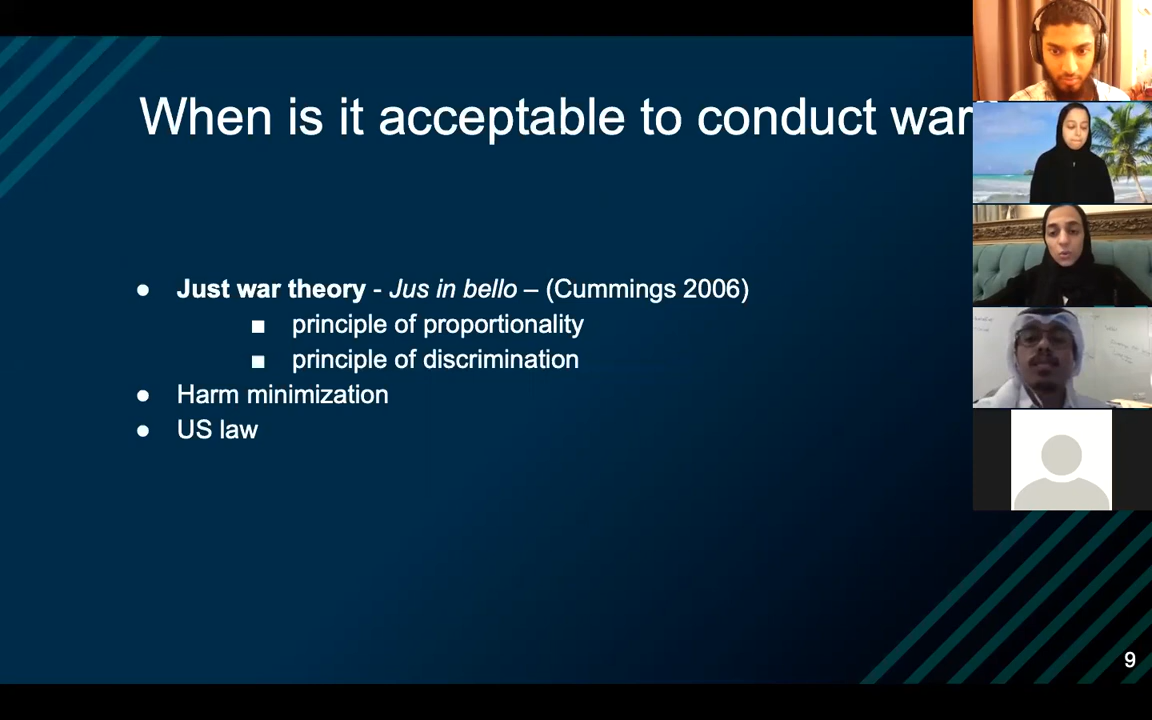 When is it acceptable to conduct war
● Just war theory - Jus in bello – (Cummings 2006)
■ principle of proportionality
■ principle of discrimination
● Harm minimization
● US law
9